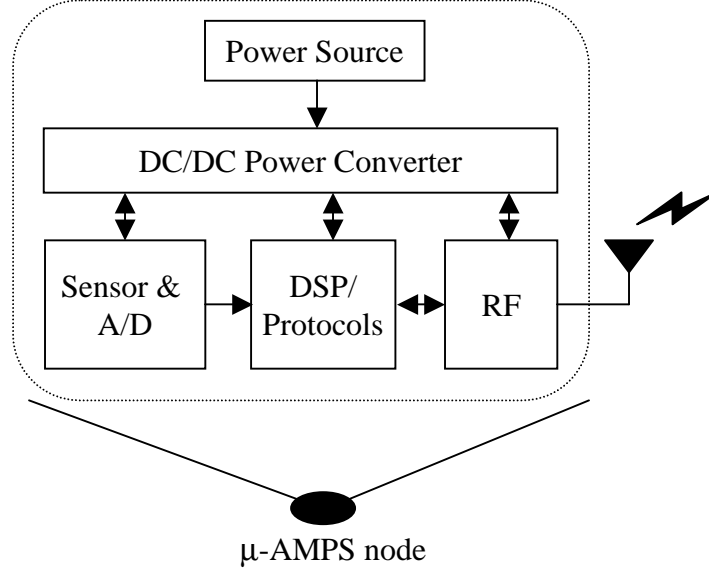 Power Source
DC/DC Power Converter
Sensor &
A/D
DSP/
Protocols
RF
μ-AMPS node